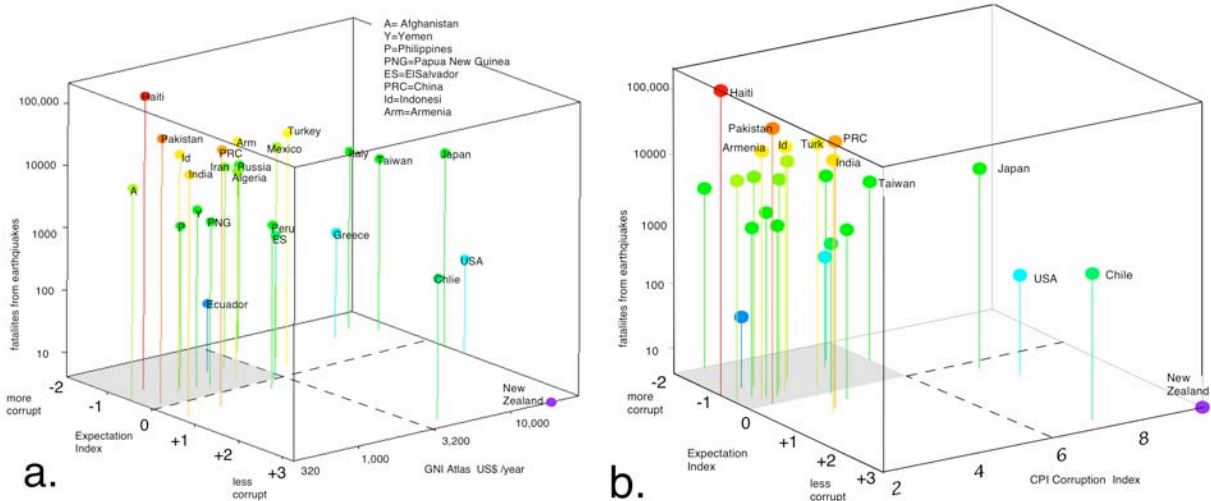 A= Afghanistan
Y=Yemen
P=Philippines
PNG=Papua New Guinea
ES=ElSalvador
PRC=China
Id=Indonesi
Arm=Armenia
fataliites from earthqiuakes
100,000
10000
1000
100
10
Haiti
Pakistan
Id
India
A
P
Y
PNG
Iran
PRC
Arm
Russia
Algeria
Mexico
Turkey
Peru
ES
Ecuador
Italy
Taiwan
Japan
Greece
USA
Chlie
New
Zealand
-2
-1
0
+1
+2
+3
more
corrupt
Expectation
Index
less
corrupt
320
1,000
3,200
10,000
GNI Atlas US$ /year
a.
fataliites from earthqiuakes
100,000
10000
1000
100
10
Haiti
Pakistan
Armenia
Id
Turk
PRC
India
Taiwan
Japan
USA
Chile
New
Zealand
-2
-1
0
+1
+2
+3
more
corrupt
Expectation
Index
less
corrupt
2
4
6
8
CPI Corruption Index
b.